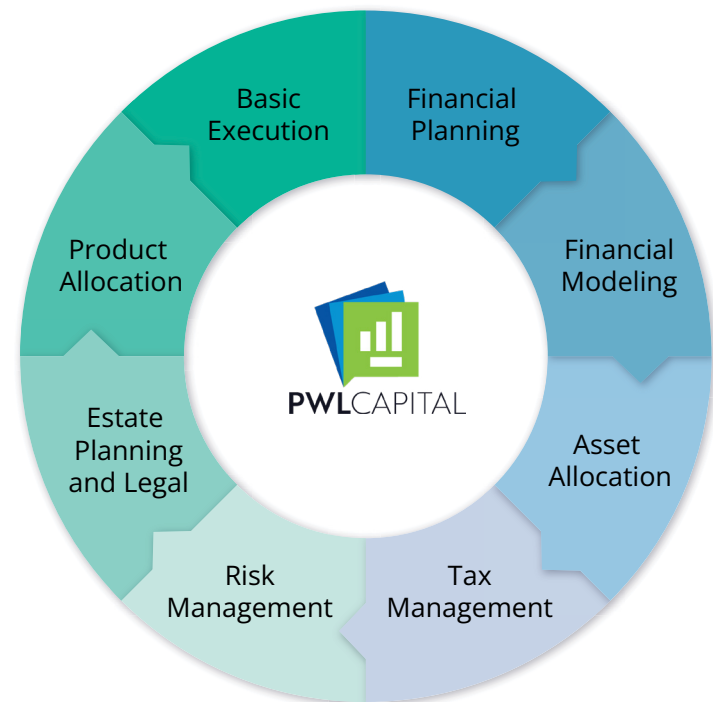 Basic
Execution
Financial
Planning
Financial
Modeling
Asset
Allocation
Tax
Management
Risk
Management
Estate
Planning
and Legal
Product
Allocation
PWLCAPITAL